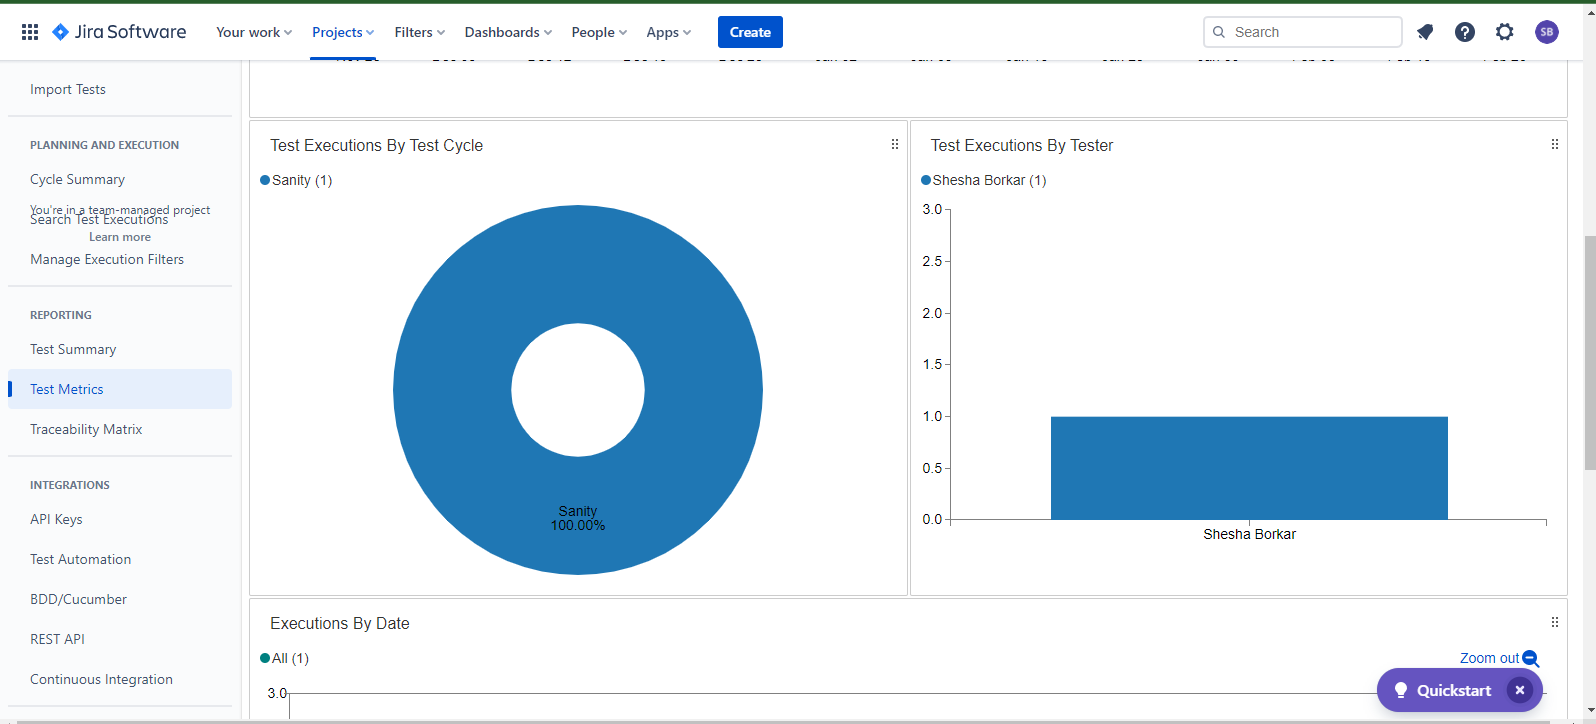 Jira Software
Your work
Projects
Filters
Dashboards
People
Apps
Create
Search
SB
Import Tests
PLANNING AND EXECUTION
Cycle Summary
You're in a team-managed project
Search Test Executions
Learn more
Manage Execution Filters
REPORTING
Test Summary
Test Metrics
Traceability Matrix
INTEGRATIONS
API Keys
Test Automation
BDD/Cucumber
REST API
Continuous Integration
Test Executions By Test Cycle
Sanity (1)
Sanity
100.00%
Test Executions By Tester
Shesha Borkar (1)
3.0
2.5
2.0
1.5
1.0
0.5
0.0
Shesha Borkar
Executions By Date
All (1)
Zoom out
3.0
Quickstart